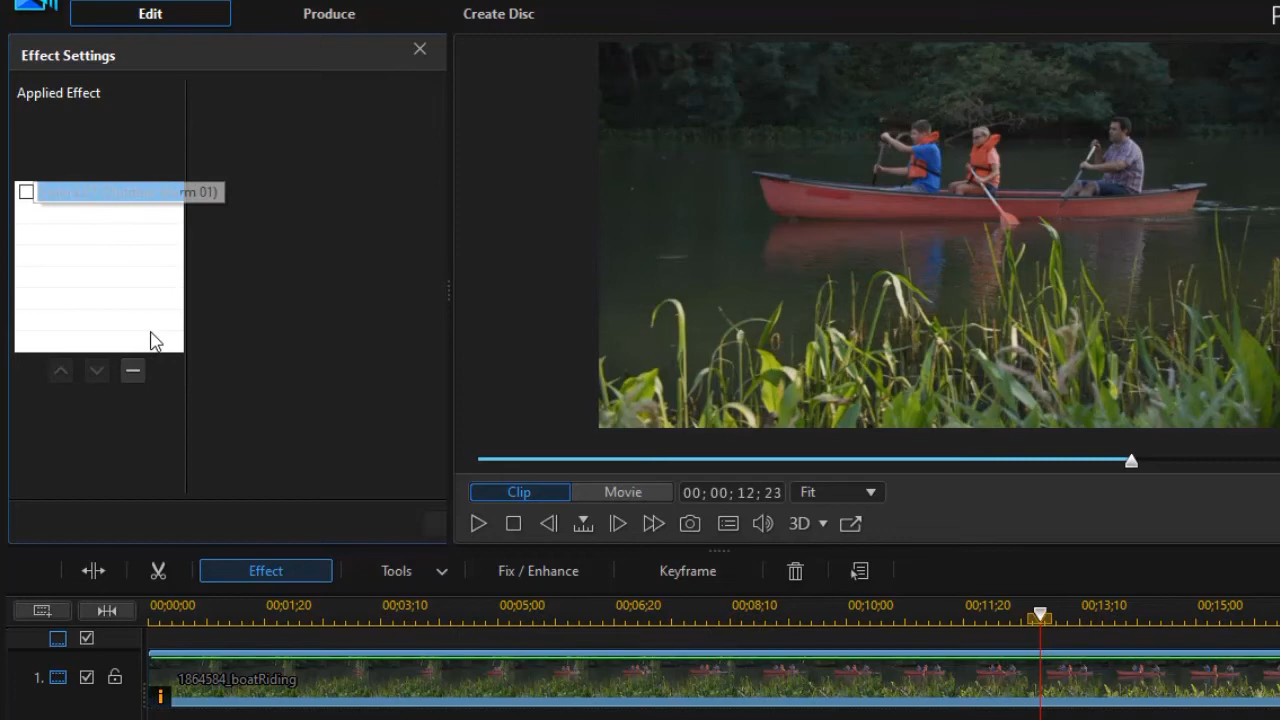 Edit Produce Create Disc
Effect Settings
Applied Effect
rm 01)
Clip Movie 00; 00; 12; 23 Fit
3D
Effect Tools Fix / Enhance Keyframe
00;00;00 00;01;20 00;03;10 00;05;00 00;06;20 00;08;10 00;10;00 00;11;20 00;13;10 00;15;00
1. 1864584_boatRiding